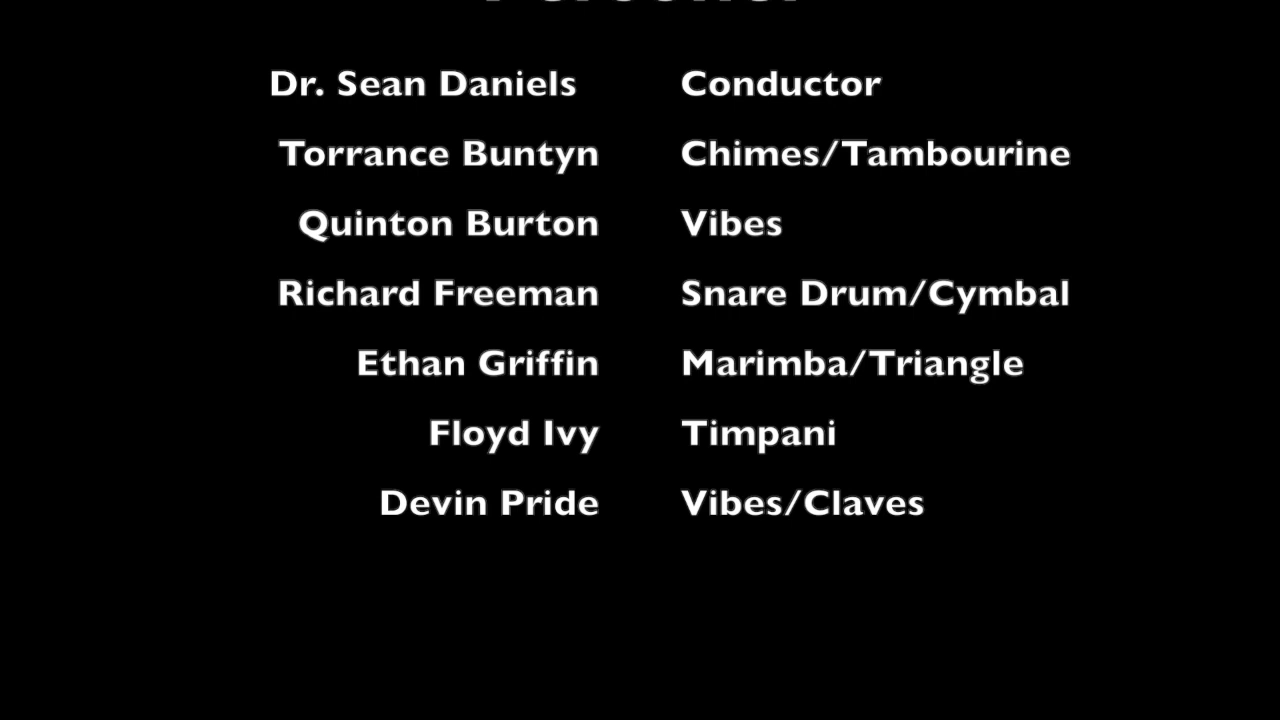 Dr. Sean Daniels Conductor
Torrance Buntyn Chimes/Tambourine
Quinton Burton Vibes
Richard Freeman Snare Drum/Cymbal
Ethan Griffin Marimba/Triangle
Floyd Ivy Timpani
Devin Pride Vibes/Claves